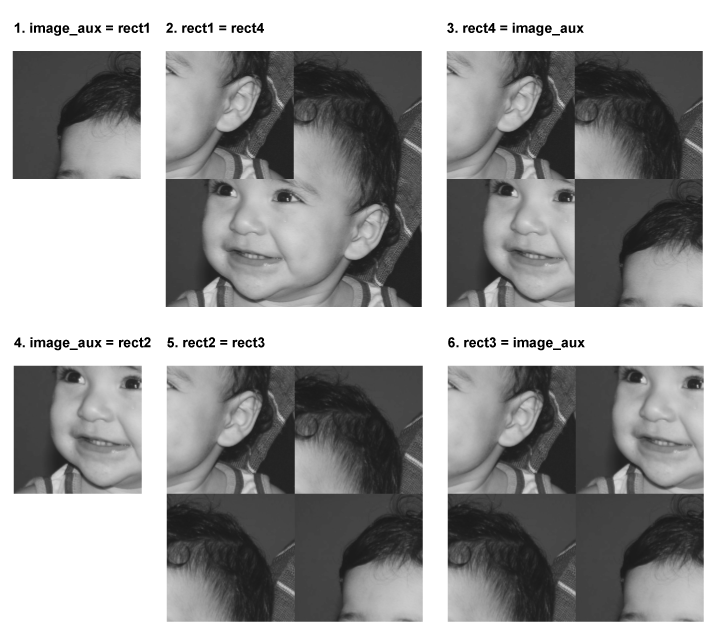 1. image_aux = rect1
2. rect1 = rect4
3. rect4 = image_aux
4. image_aux = rect2
5. rect2 = rect3
6. rect3 = image_aux